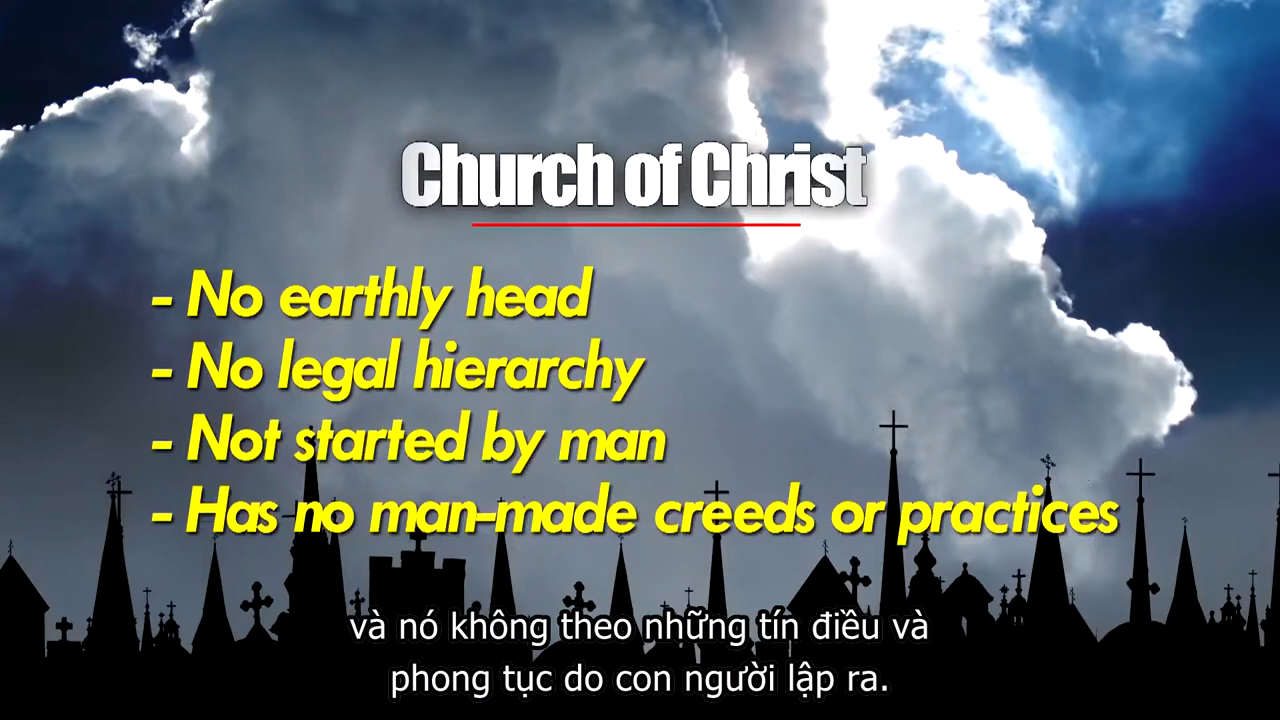 Church of Christ
- No earthly head
- No legal hierarchy
- Not started by man
- Has no man-made creeds or practices
và nó không theo những tín điều và
phong tục do con người lập ra.